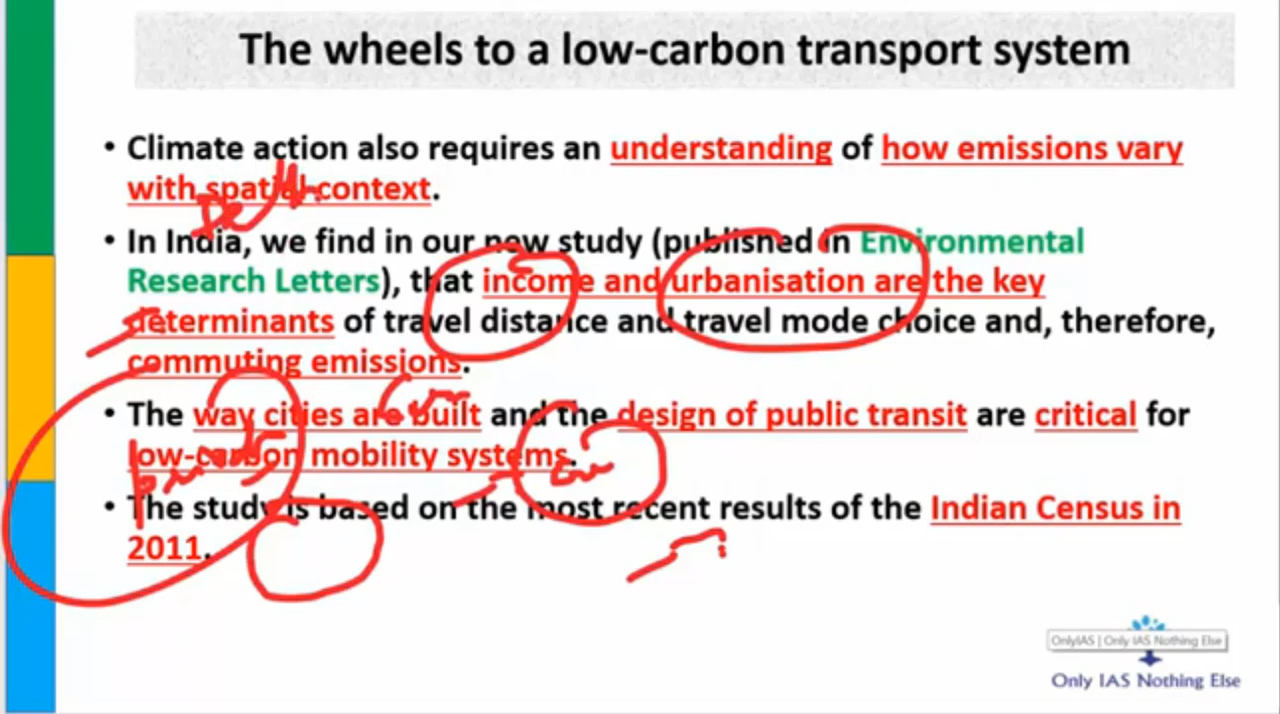 The wheels to a low-carbon transport system
• Climate action also requires an understanding of how emissions vary
with spatial context.
• In India, we find in our new study (published in Environmental
Research Letters), that income and urbanisation are the key
determinants of travel distance and travel mode choice and, therefore,
commuting emissions.
• The way cities are built and the design of public transit are critical for
low-carbon mobility systems.
• The study is based on the most recent results of the Indian Census in
2011.
OnlyIAS | Only IAS Nothing Else
Only IAS Nothing Else